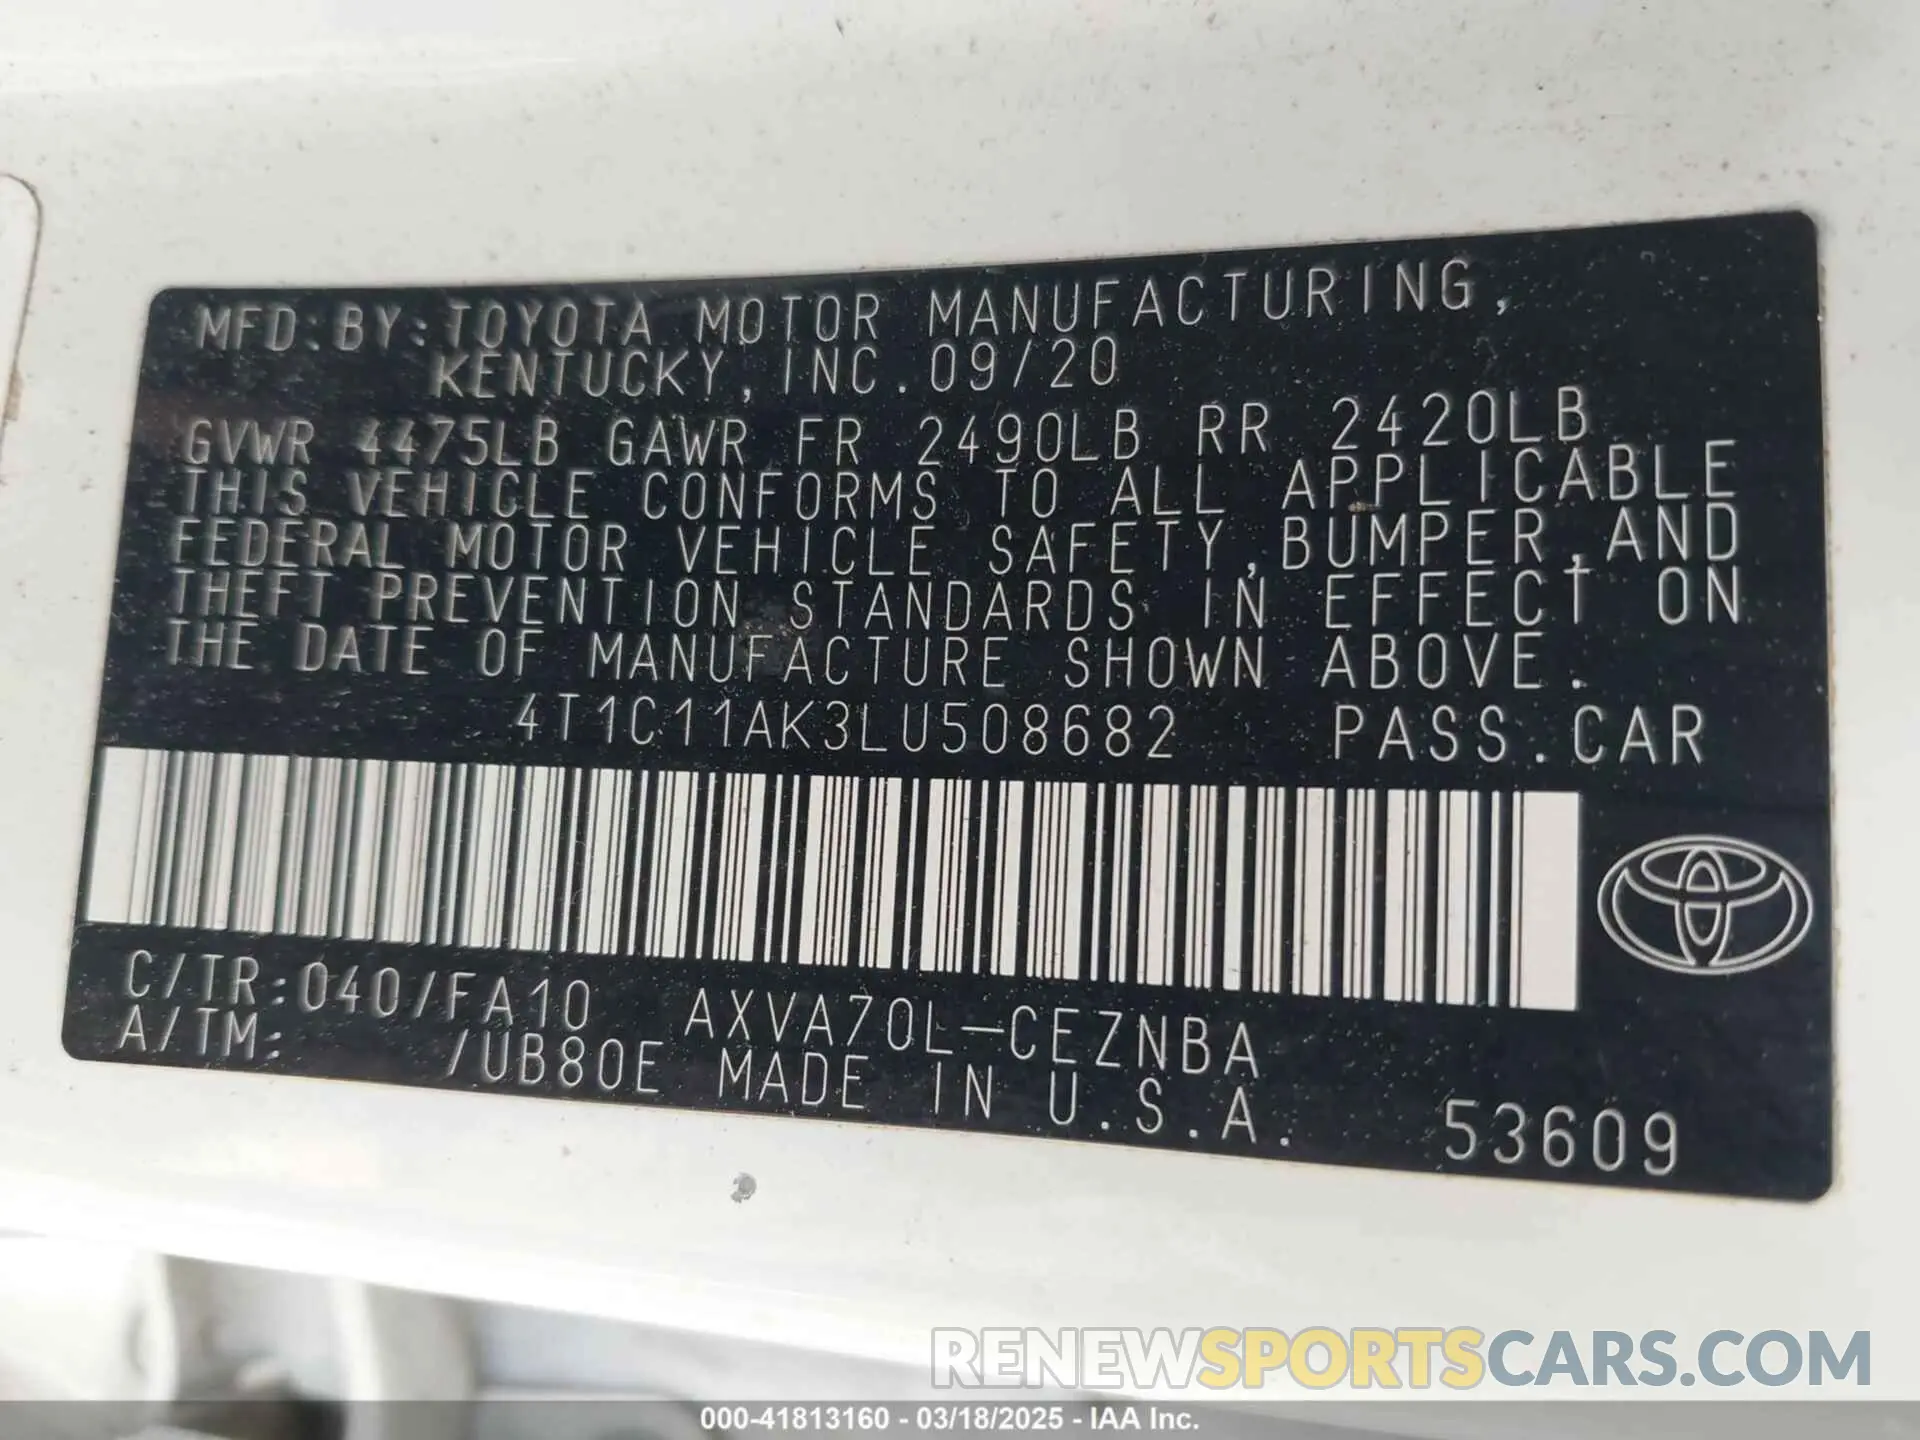 MFD. BY: TOYOTA MOTOR MANUFACTURING,
KENTUCKY, INC. 09/20
GVWR 4475LB GAWR FR 2490LB RR 2420LB
THIS VEHICLE CONFORMS TO ALL APPLICABLE
FEDERAL MOTOR VEHICLE SAFETY, BUMPER, AND
THEFT PREVENTION STANDARDS IN EFFECT ON
THE DATE OF MANUFACTURE SHOWN ABOVE.
4T1C11AK3LU508682 PASS. CAR
C/TR: 040/FA10 AXVA70L-CEZNBA
A/TM: /UB80E MADE IN U.S.A. 53609
RENEWSPORTSCARS.COM
000-41813160 - 03/18/2025 - IAA Inc.